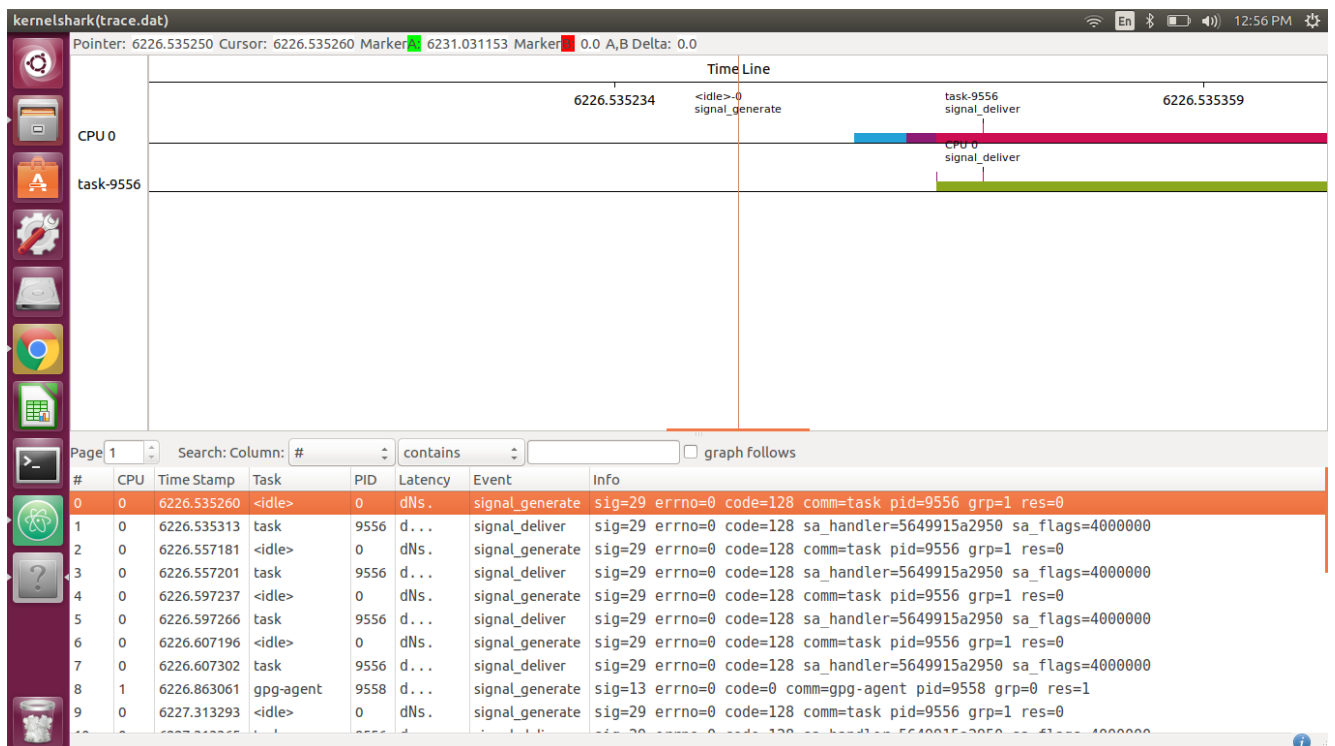 kernelshark(trace.dat) En 12:56 PM
Pointer: 6226.535250 Cursor: 6226.535260 MarkerA: 6231.031153 MarkerB: 0.0 A,B Delta: 0.0
Time Line
6226.535234 <idle>-0 task-9556 6226.535359
signal_generate signal_deliver
CPU 0
CPU 0
signal_deliver
task-9556
Page 1 Search: Column: # contains graph follows
# CPU Time Stamp Task PID Latency Event Info
0 0 6226.535260 <idle> 0 dNs. signal_generate sig=29 errno=0 code=128 comm=task pid=9556 grp=1 res=0
1 0 6226.535313 task 9556 d... signal_deliver sig=29 errno=0 code=128 sa_handler=5649915a2950 sa_flags=4000000
2 0 6226.557181 <idle> 0 dNs. signal_generate sig=29 errno=0 code=128 comm=task pid=9556 grp=1 res=0
3 0 6226.557201 task 9556 d... signal_deliver sig=29 errno=0 code=128 sa_handler=5649915a2950 sa_flags=4000000
4 0 6226.597237 <idle> 0 dNs. signal_generate sig=29 errno=0 code=128 comm=task pid=9556 grp=1 res=0
5 0 6226.597266 task 9556 d... signal_deliver sig=29 errno=0 code=128 sa_handler=5649915a2950 sa_flags=4000000
6 0 6226.607196 <idle> 0 dNs. signal_generate sig=29 errno=0 code=128 comm=task pid=9556 grp=1 res=0
7 0 6226.607302 task 9556 d... signal_deliver sig=29 errno=0 code=128 sa_handler=5649915a2950 sa_flags=4000000
8 1 6226.863061 gpg-agent 9558 d... signal_generate sig=13 errno=0 code=0 comm=gpg-agent pid=9558 grp=0 res=1
9 0 6227.313293 <idle> 0 dNs. signal_generate sig=29 errno=0 code=128 comm=task pid=9556 grp=1 res=0